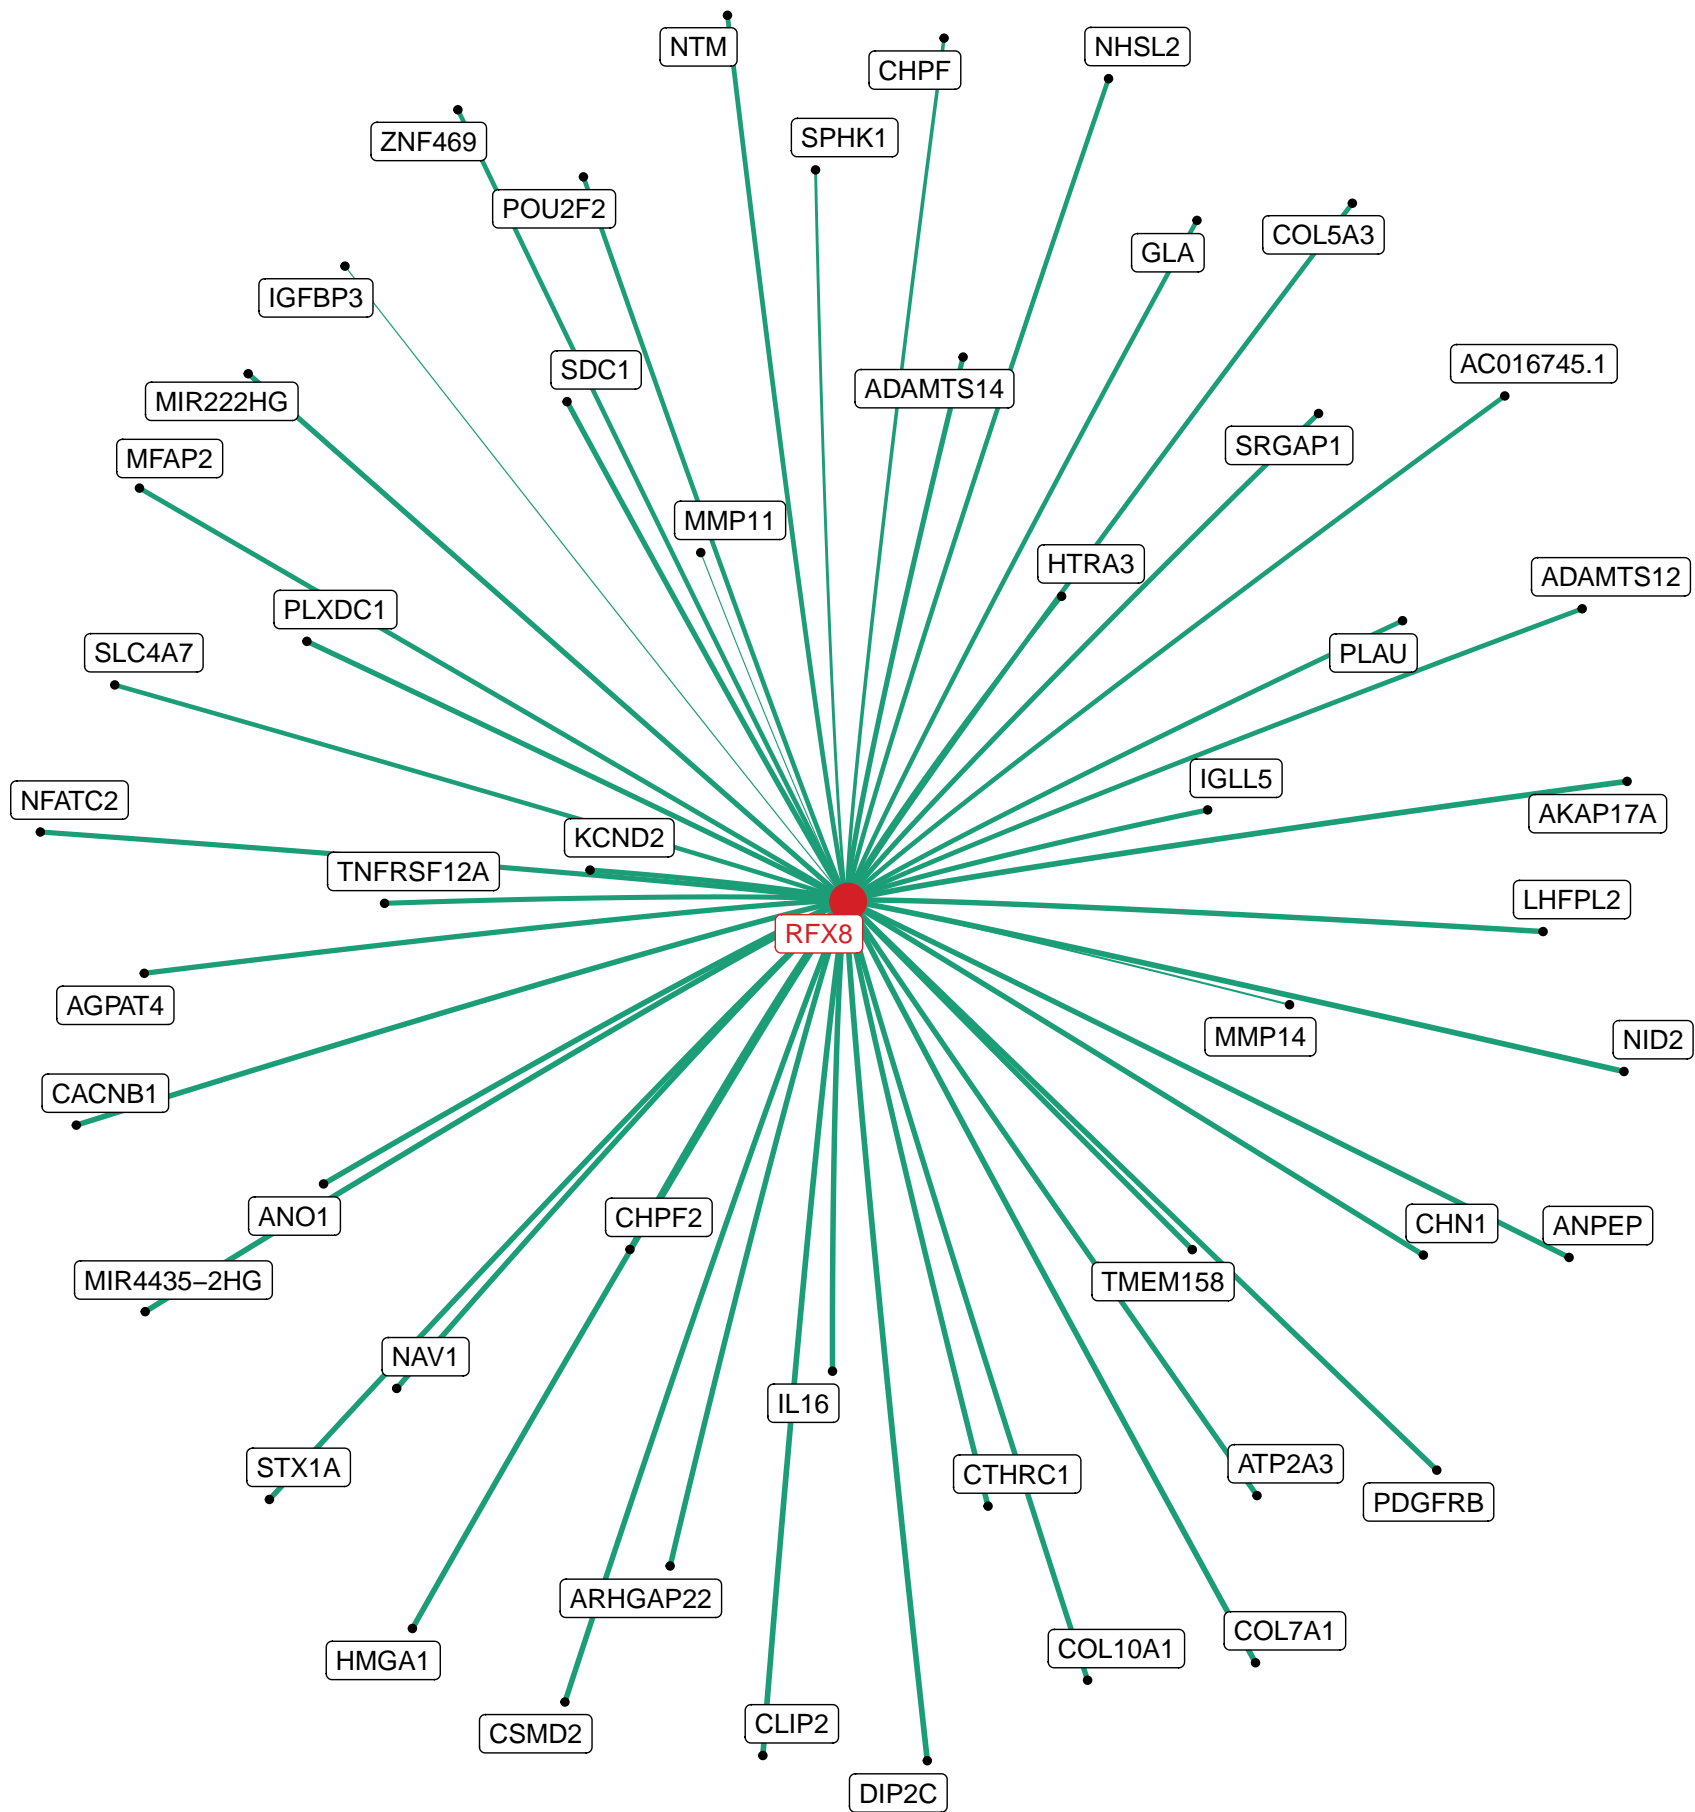 NTM
NHSL2
CHPF
SPHK1
ZNF469
POU2F2
COL5A3
GLA
IGFBP3
AC016745.1
SDC1
ADAMTS14
MIR222HG
SRGAP1
MFAP2
MMP11
HTRA3
ADAMTS12
PLXDC1
SLC4A7
PLAU
IGLL5
NFATC2
AKAP17A
KCND2
TNFRSF12A
LHFPL2
RFX8
AGPAT4
MMP14
NID2
CACNB1
ANO1
CHPF2
CHN1
ANPEP
MIR4435−2HG
TMEM158
NAV1
IL16
STX1A
CTHRC1
ATP2A3
PDGFRB
ARHGAP22
COL7A1
COL10A1
HMGA1
CLIP2
CSMD2
DIP2C